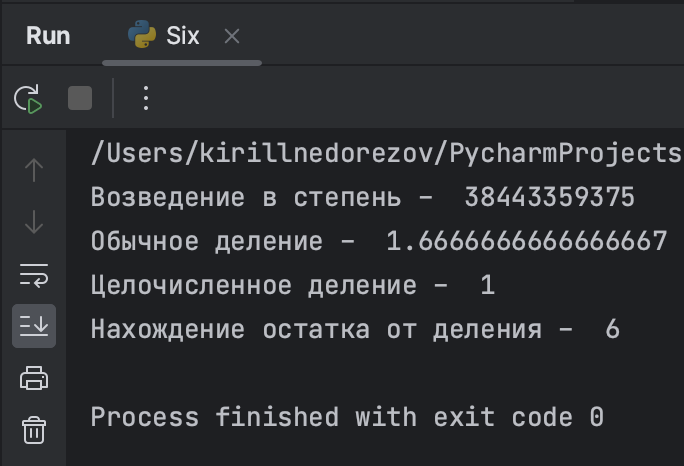 Run Six
/Users/kirillnedorezov/PycharmProjects
Возведение в степень -  38443359375
Обычное деление -  1.6666666666666667
Целочисленное деление -  1
Нахождение остатка от деления -  6
Process finished with exit code 0